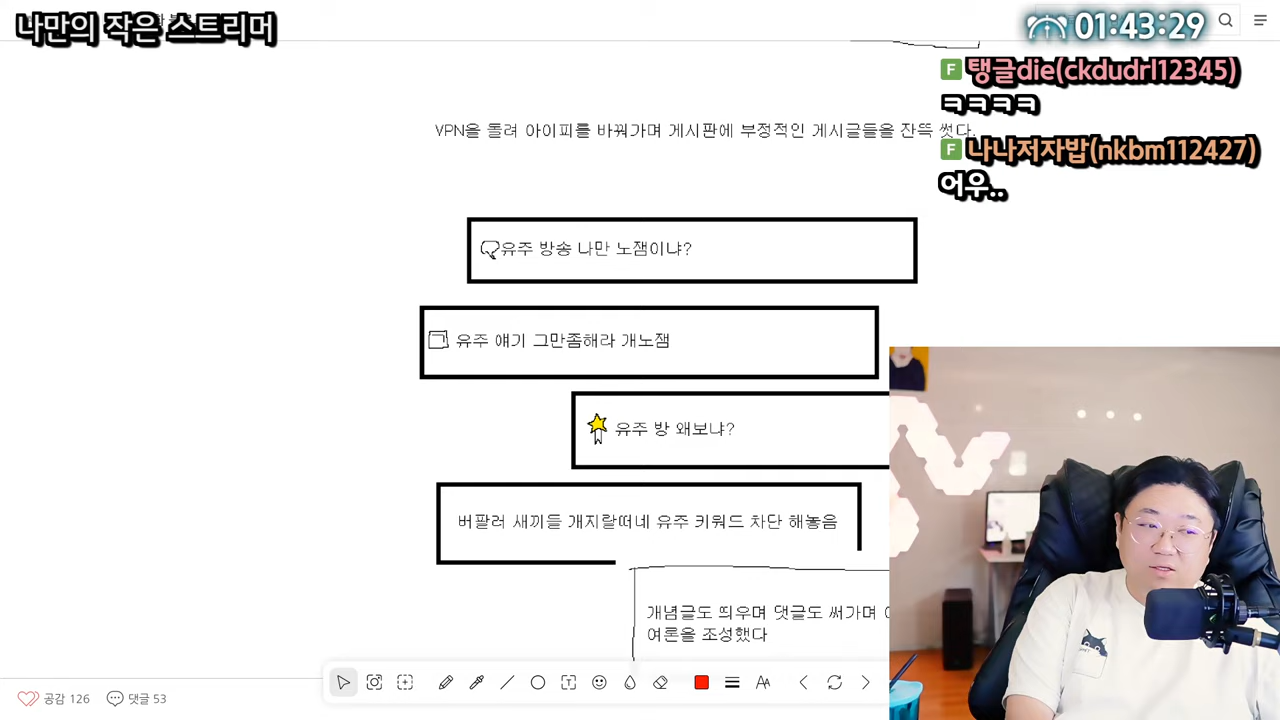 나만의 작은 스트리머
01:43:29
탱글die(ckdudrl12345)
ㅋㅋㅋㅋ
VPN을 돌려 아이피를 바꿔가며 게시판에 부정적인 게시글들을 잔뜩 썻다.
나나저자밥(nkbm112427)
어우..
유주 방송 나만 노잼이냐?
유주 얘기 그만좀해라 개노잼
유주 방 왜보냐?
버팔러 새끼들 개지랄떠네 유주 키워드 차단 해놓음
개념글도 띄우며 댓글도 써가며
여론을 조성했다
공감 126 댓글 53